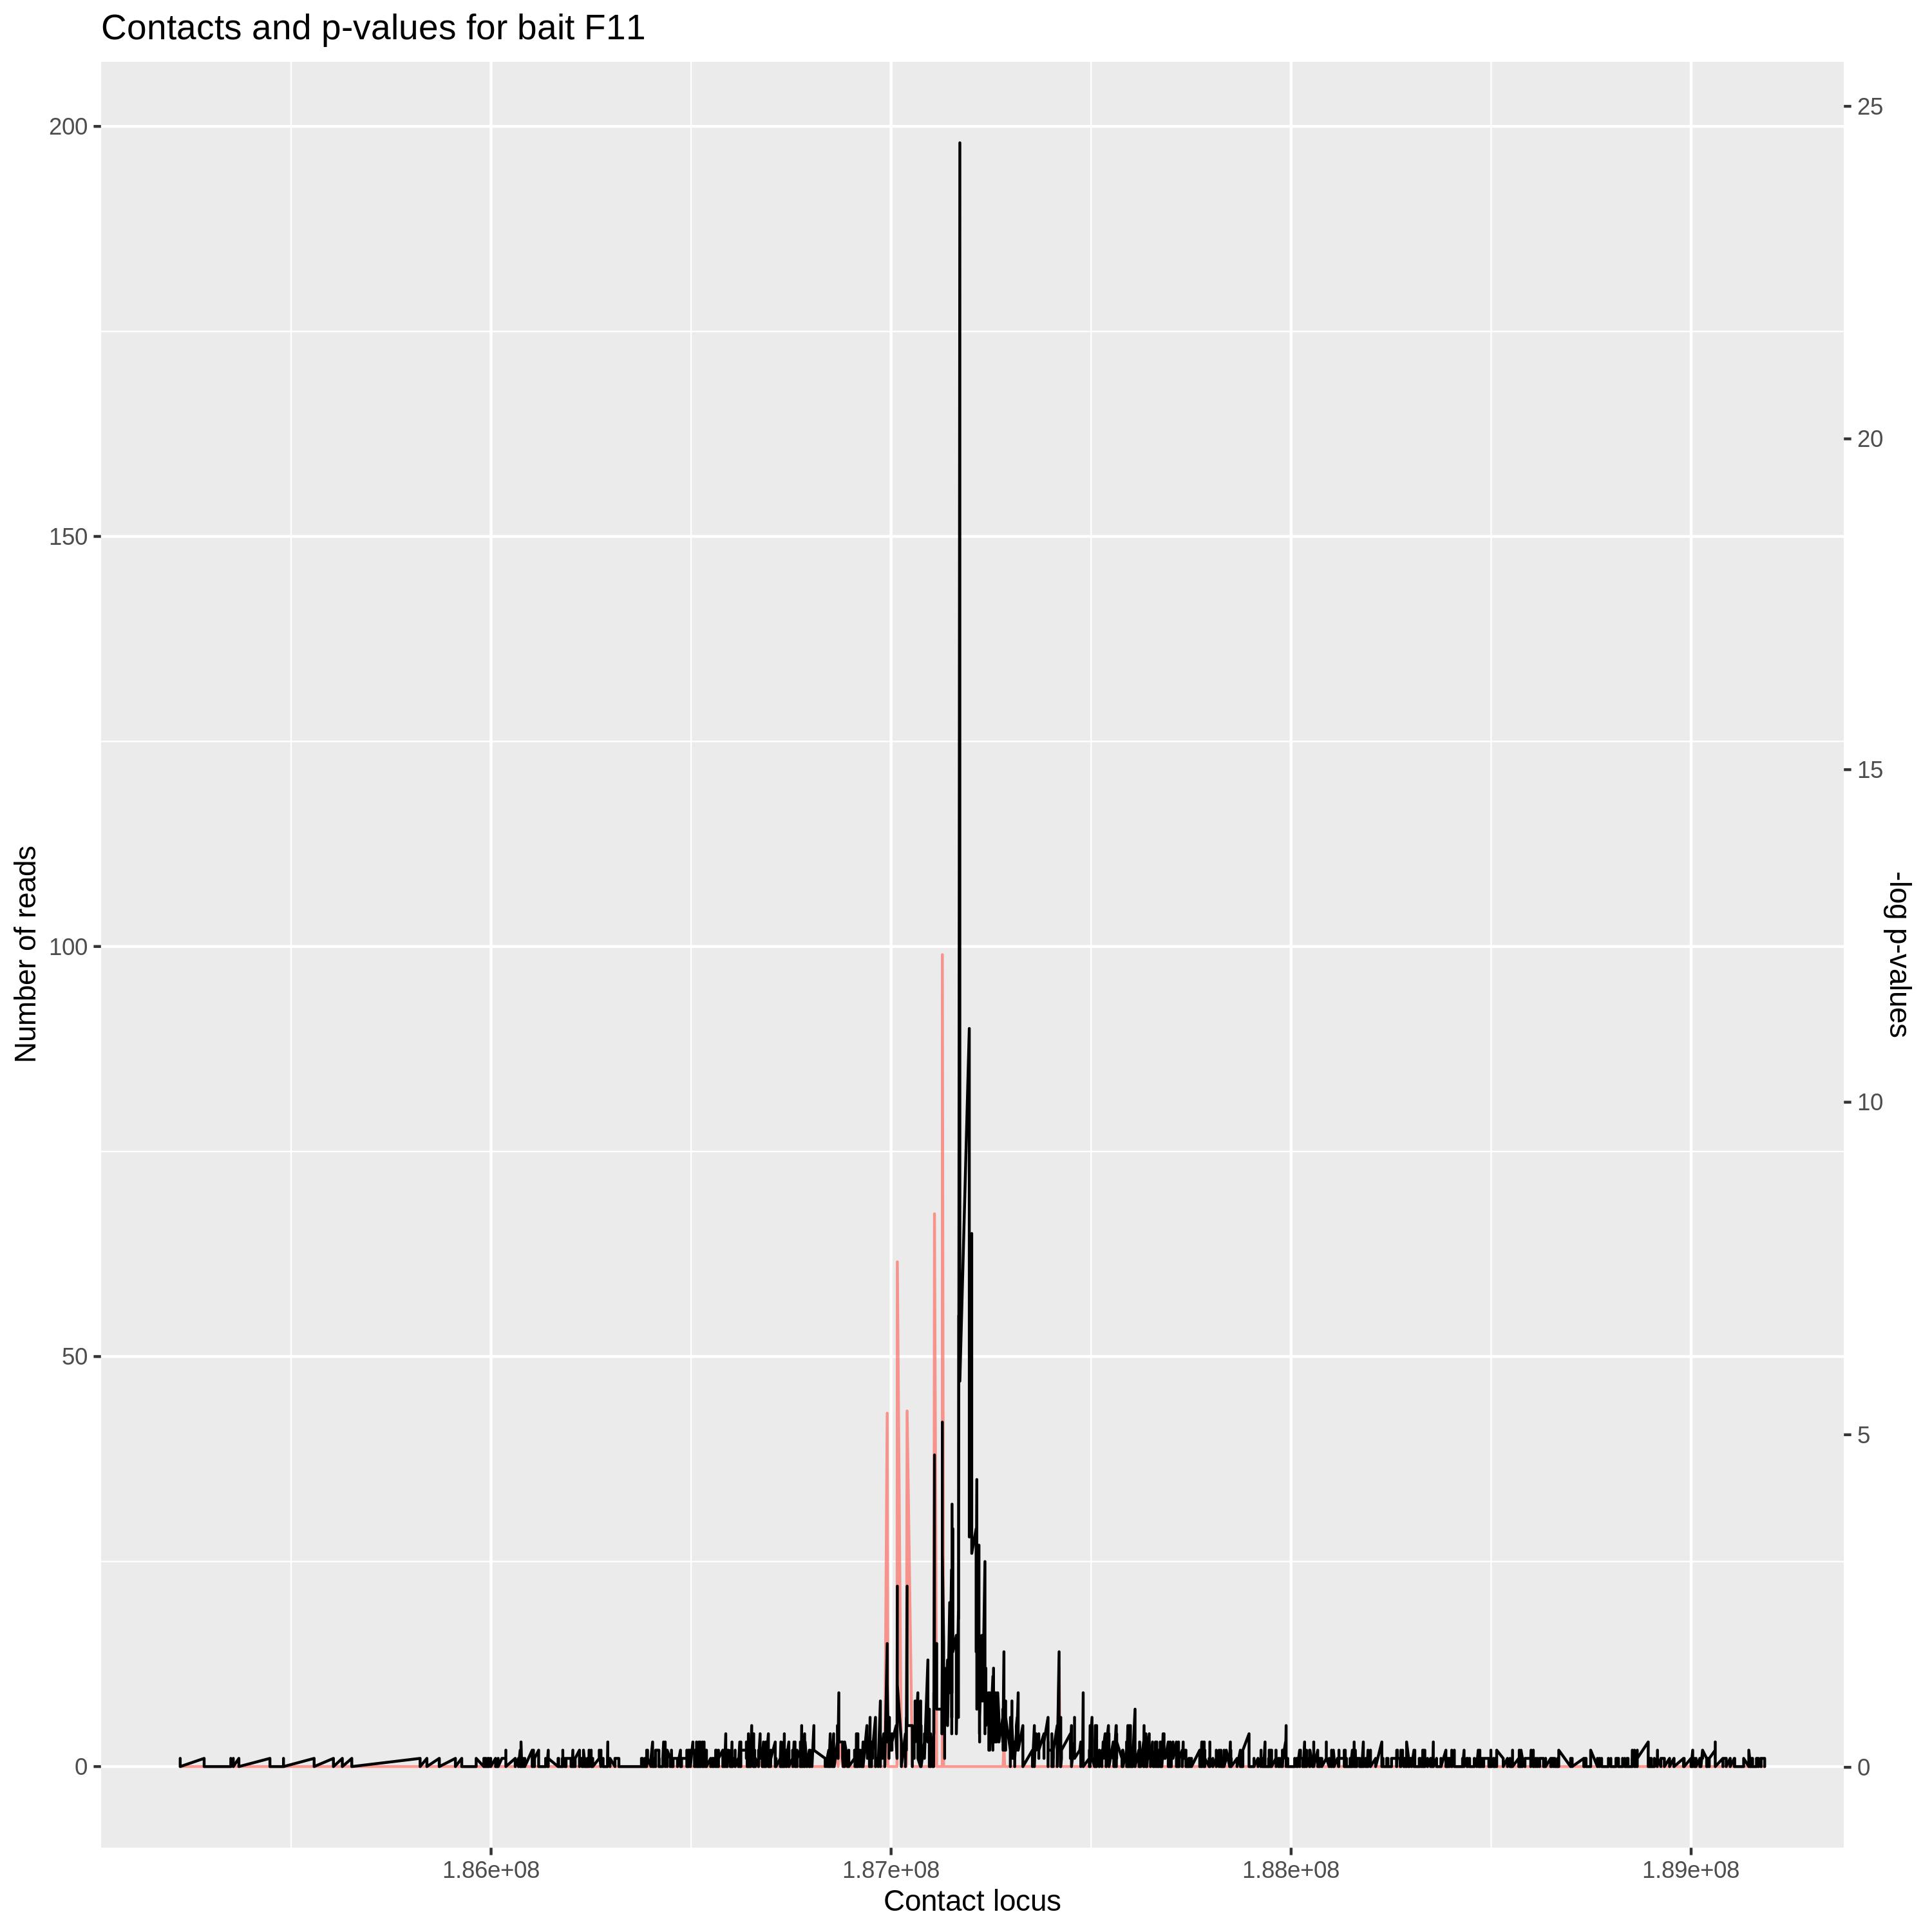 Contacts and p-values for bait F11
200
150
100
50
0
Number of reads
25
20
15
10
5
0
-log p-values
1.86e+08
1.87e+08
1.88e+08
1.89e+08
Contact locus